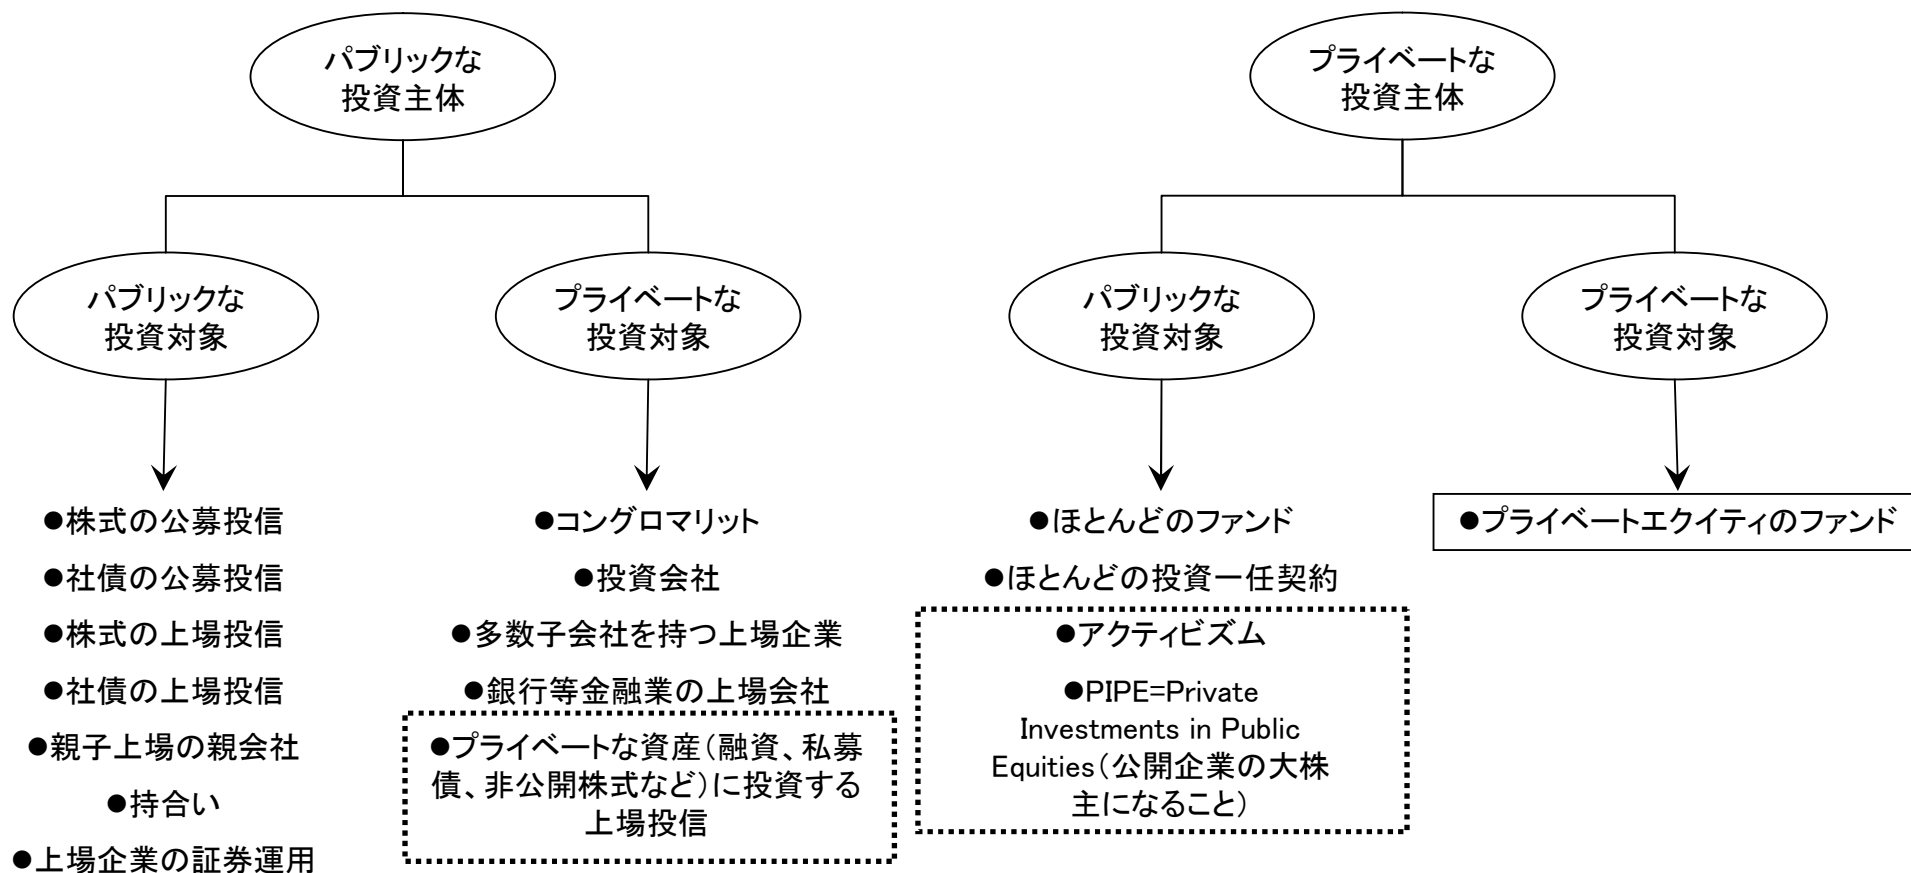 パブリックな
投資主体
プライベートな
投資主体
パブリックな
投資対象
プライベートな
投資対象
パブリックな
投資対象
プライベートな
投資対象
●株式の公募投信
●社債の公募投信
●株式の上場投信
●社債の上場投信
●親子上場の親会社
●持合い
●上場企業の証券運用
●コングロマリット
●投資会社
●多数子会社を持つ上場企業
●銀行等金融業の上場会社
●プライベートな資産(融資、私募
債、非公開株式など)に投資する
上場投信
●ほとんどのファンド
●ほとんどの投資一任契約
●アクティビズム
●PIPE=Private
Investments in Public
Equities(公開企業の大株
主になること)
●プライベートエクイティのファンド